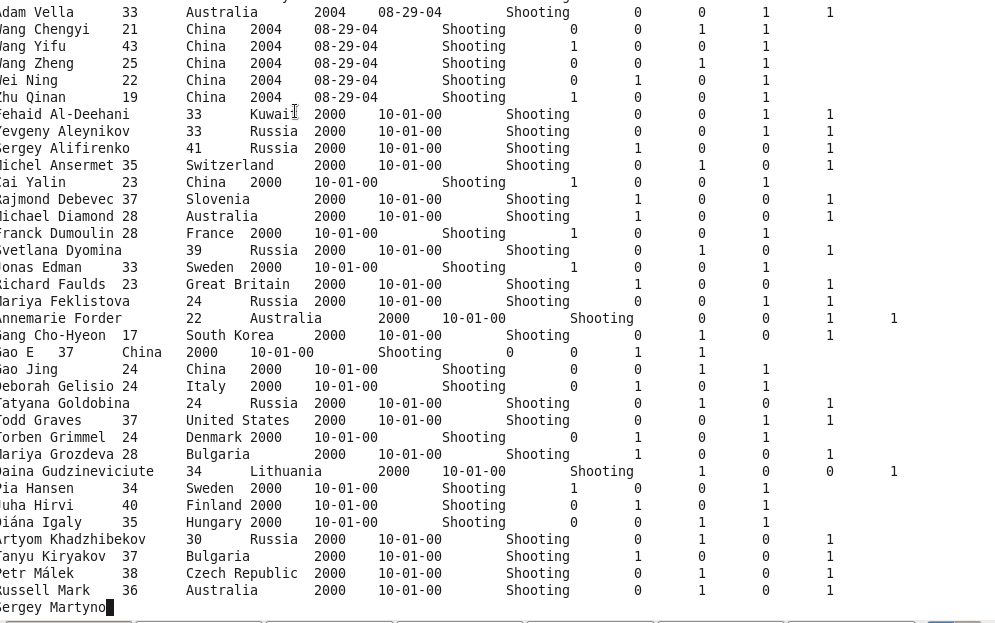 Adam Vella 33 Australia 2004 08-29-04 Shooting 0 0 1 1
Wang Chengyi 21 China 2004 08-29-04 Shooting 0 0 1 1
Wang Yifu 43 China 2004 08-29-04 Shooting 1 0 0 1
Wang Zheng 25 China 2004 08-29-04 Shooting 0 0 1 1
Wei Ning 22 China 2004 08-29-04 Shooting 0 1 0 1
Zhu Qinan 19 China 2004 08-29-04 Shooting 1 0 0 1
Fehaid Al-Deehani 33 Kuwait 2000 10-01-00 Shooting 0 0 1 1
Yevgeny Aleynikov 33 Russia 2000 10-01-00 Shooting 0 0 1 1
Sergey Alifirenko 41 Russia 2000 10-01-00 Shooting 1 0 0 1
Michel Ansermet 35 Switzerland 2000 10-01-00 Shooting 0 1 0 1
Cai Yalin 23 China 2000 10-01-00 Shooting 1 0 0 1
Rajmond Debevec 37 Slovenia 2000 10-01-00 Shooting 1 0 0 1
Michael Diamond 28 Australia 2000 10-01-00 Shooting 1 0 0 1
Franck Dumoulin 28 France 2000 10-01-00 Shooting 1 0 0 1
Svetlana Dyomina 39 Russia 2000 10-01-00 Shooting 0 1 0 1
Jonas Edman 33 Sweden 2000 10-01-00 Shooting 1 0 0 1
Richard Faulds 23 Great Britain 2000 10-01-00 Shooting 1 0 0 1
Mariya Feklistova 24 Russia 2000 10-01-00 Shooting 0 0 1 1
Annemarie Forder 22 Australia 2000 10-01-00 Shooting 0 0 1 1
Gang Cho-Hyeon 17 South Korea 2000 10-01-00 Shooting 0 1 0 1
Gao E 37 China 2000 10-01-00 Shooting 0 0 1 1
Gao Jing 24 China 2000 10-01-00 Shooting 0 0 1 1
Deborah Gelisio 24 Italy 2000 10-01-00 Shooting 0 1 0 1
Tatyana Goldobina 24 Russia 2000 10-01-00 Shooting 0 1 0 1
Todd Graves 37 United States 2000 10-01-00 Shooting 0 0 1 1
Torben Grimmel 24 Denmark 2000 10-01-00 Shooting 0 1 0 1
Mariya Grozdeva 28 Bulgaria 2000 10-01-00 Shooting 1 0 0 1
Daina Gudzineviciute 34 Lithuania 2000 10-01-00 Shooting 1 0 0 1
Pia Hansen 34 Sweden 2000 10-01-00 Shooting 1 0 0 1
Juha Hirvi 40 Finland 2000 10-01-00 Shooting 0 1 0 1
Diána Igaly 35 Hungary 2000 10-01-00 Shooting 0 0 1 1
Artyom Khadzhibekov 30 Russia 2000 10-01-00 Shooting 0 1 0 1
Tanyu Kiryakov 37 Bulgaria 2000 10-01-00 Shooting 1 0 0 1
Petr Málek 38 Czech Republic 2000 10-01-00 Shooting 0 1 0 1
Russell Mark 36 Australia 2000 10-01-00 Shooting 0 1 0 1
Sergey Martyno